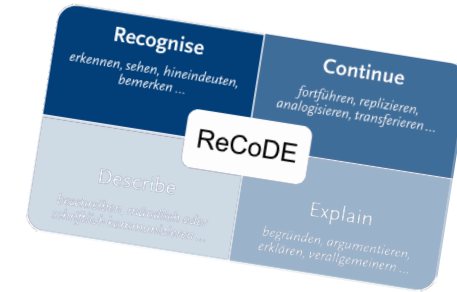 Recognise
erkennen, sehen, hineindeuten,
bemerken ...
Continue
fortführen, replizieren,
analogisieren, transferieren ...
ReCoDE
Describe
Explain
begründen, argumentieren,
erklären, verallgemeinern ...